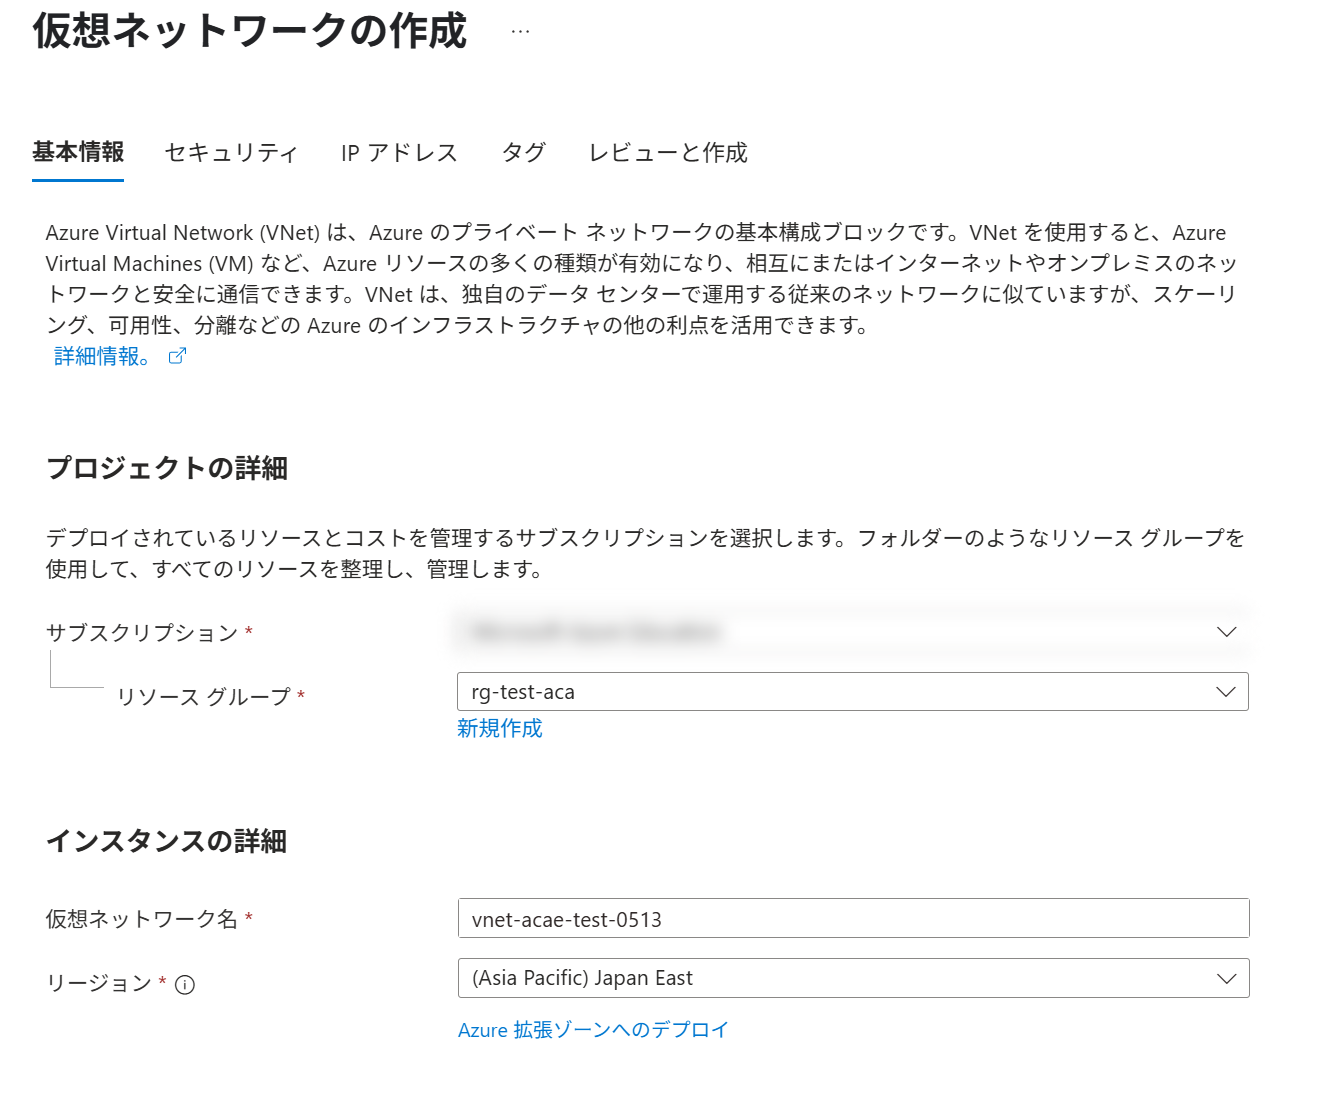 仮想ネットワークの作成 …
基本情報 セキュリティ IP アドレス タグ レビューと作成
Azure Virtual Network (VNet) は、Azure のプライベート ネットワークの基本構成ブロックです。VNet を使用すると、Azure
Virtual Machines (VM) など、Azure リソースの多くの種類が有効になり、相互にまたはインターネットやオンプレミスのネッ
トワークと安全に通信できます。VNet は、独自のデータ センターで運用する従来のネットワークに似ていますが、スケーリ
ング、可用性、分離などの Azure のインフラストラクチャの他の利点を活用できます。
詳細情報。
プロジェクトの詳細
デプロイされているリソースとコストを管理するサブスクリプションを選択します。フォルダーのようなリソース グループを
使用して、すべてのリソースを整理し、管理します。
サブスクリプション *
リソース グループ * rg-test-aca
新規作成
インスタンスの詳細
仮想ネットワーク名 * vnet-acae-test-0513
リージョン * (Asia Pacific) Japan East
Azure 拡張ゾーンへのデプロイ